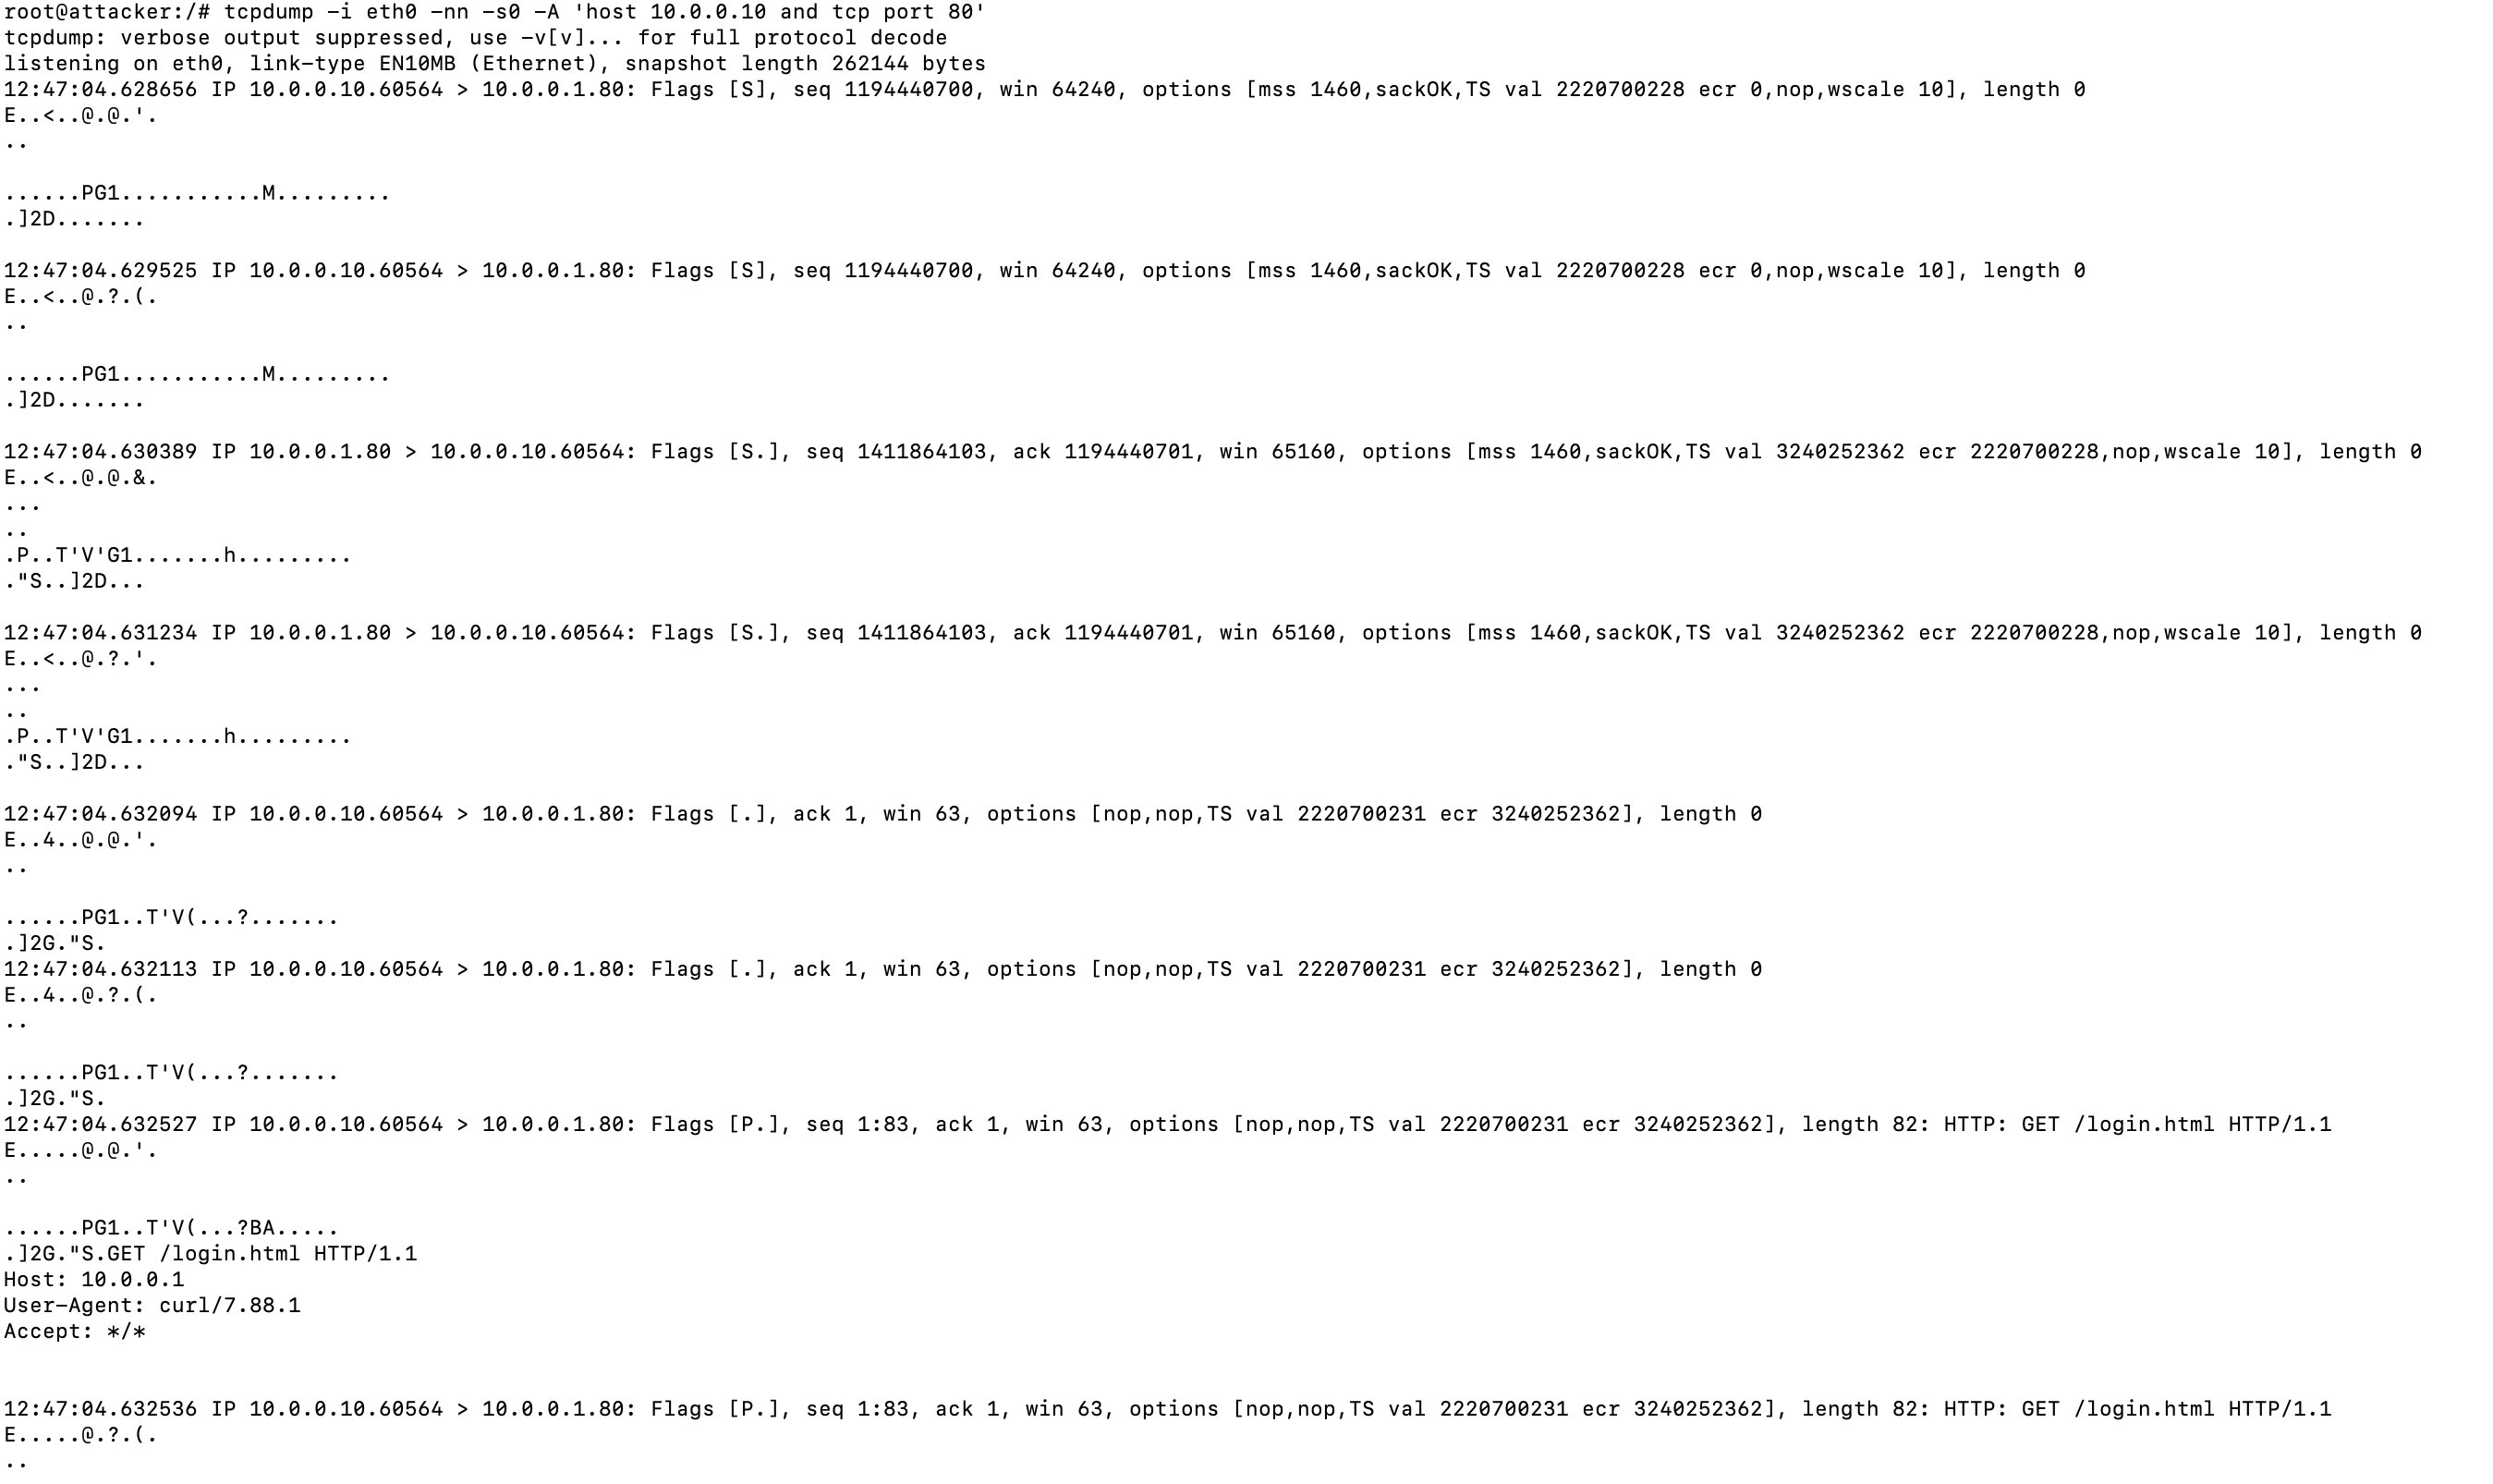 root@attacker:/# tcpdump -i eth0 -nn -s0 -A 'host 10.0.0.10 and tcp port 80'
tcpdump: verbose output suppressed, use -v[v]... for full protocol decode
listening on eth0, link-type EN10MB (Ethernet), snapshot length 262144 bytes
12:47:04.628656 IP 10.0.0.10.60564 > 10.0.0.1.80: Flags [S], seq 1194440700, win 64240, options [mss 1460,sackOK,TS val 2220700228 ecr 0,nop,wscale 10], length 0
E..<..@.@.'.
..

......PG1...........M.........
.]2D.......

12:47:04.629525 IP 10.0.0.10.60564 > 10.0.0.1.80: Flags [S], seq 1194440700, win 64240, options [mss 1460,sackOK,TS val 2220700228 ecr 0,nop,wscale 10], length 0
E..<..@.?.(.
..

......PG1...........M.........
.]2D.......

12:47:04.630389 IP 10.0.0.1.80 > 10.0.0.10.60564: Flags [S.], seq 1411864103, ack 1194440701, win 65160, options [mss 1460,sackOK,TS val 3240252362 ecr 2220700228,nop,wscale 10], length 0
E..<..@.@.&.
...
..
.P..T'V'G1.......h.........
."S..]2D...

12:47:04.631234 IP 10.0.0.1.80 > 10.0.0.10.60564: Flags [S.], seq 1411864103, ack 1194440701, win 65160, options [mss 1460,sackOK,TS val 3240252362 ecr 2220700228,nop,wscale 10], length 0
E..<..@.?.'.
...
..
.P..T'V'G1.......h.........
."S..]2D...

12:47:04.632094 IP 10.0.0.10.60564 > 10.0.0.1.80: Flags [.], ack 1, win 63, options [nop,nop,TS val 2220700231 ecr 3240252362], length 0
E..4..@.@.'.
..

......PG1..T'V(...?.......
.]2G."S.
12:47:04.632113 IP 10.0.0.10.60564 > 10.0.0.1.80: Flags [.], ack 1, win 63, options [nop,nop,TS val 2220700231 ecr 3240252362], length 0
E..4..@.?.(.
..

......PG1..T'V(...?.......
.]2G."S.
12:47:04.632527 IP 10.0.0.10.60564 > 10.0.0.1.80: Flags [P.], seq 1:83, ack 1, win 63, options [nop,nop,TS val 2220700231 ecr 3240252362], length 82: HTTP: GET /login.html HTTP/1.1
E.....@.@.'.
..

......PG1..T'V(...?BA.....
.]2G."S.GET /login.html HTTP/1.1
Host: 10.0.0.1
User-Agent: curl/7.88.1
Accept: */*


12:47:04.632536 IP 10.0.0.10.60564 > 10.0.0.1.80: Flags [P.], seq 1:83, ack 1, win 63, options [nop,nop,TS val 2220700231 ecr 3240252362], length 82: HTTP: GET /login.html HTTP/1.1
E.....@.?.(.
..